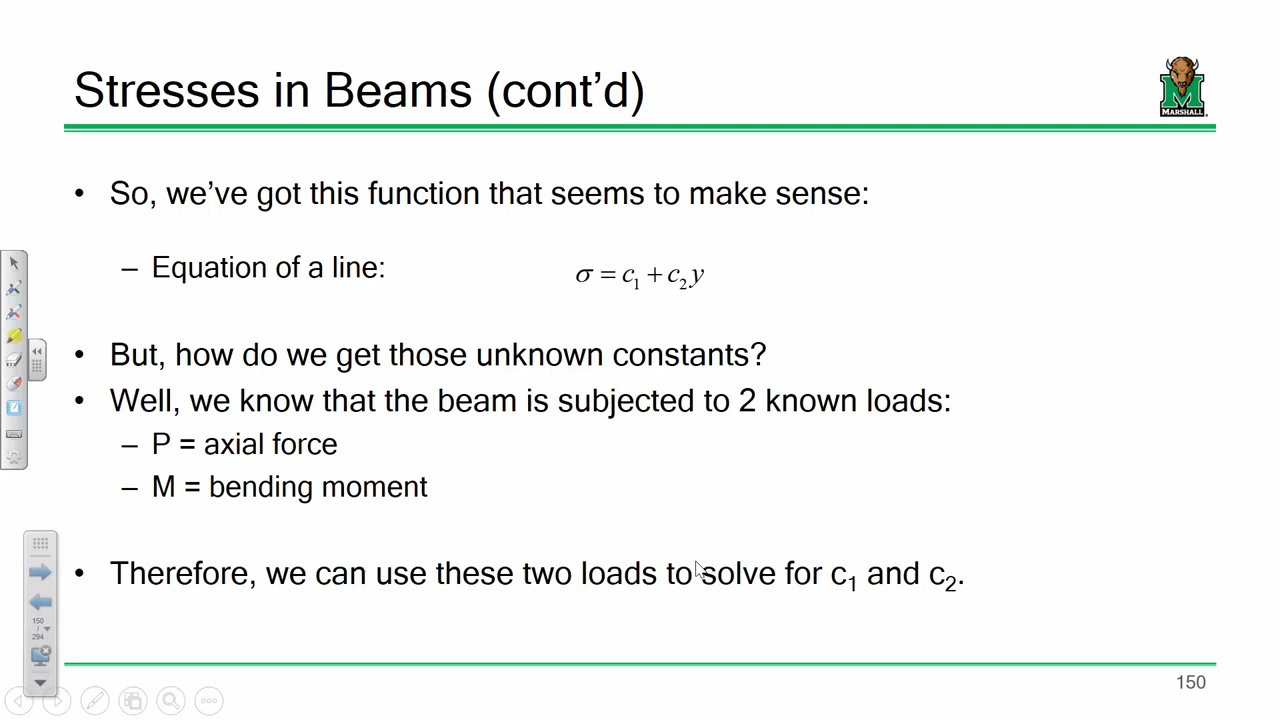 Stresses in Beams (cont’d)
MARSHALL
• So, we’ve got this function that seems to make sense:
– Equation of a line: σ = c₁ + c₂y
• But, how do we get those unknown constants?
• Well, we know that the beam is subjected to 2 known loads:
– P = axial force
– M = bending moment
• Therefore, we can use these two loads to solve for c₁ and c₂.
150
/
294
150